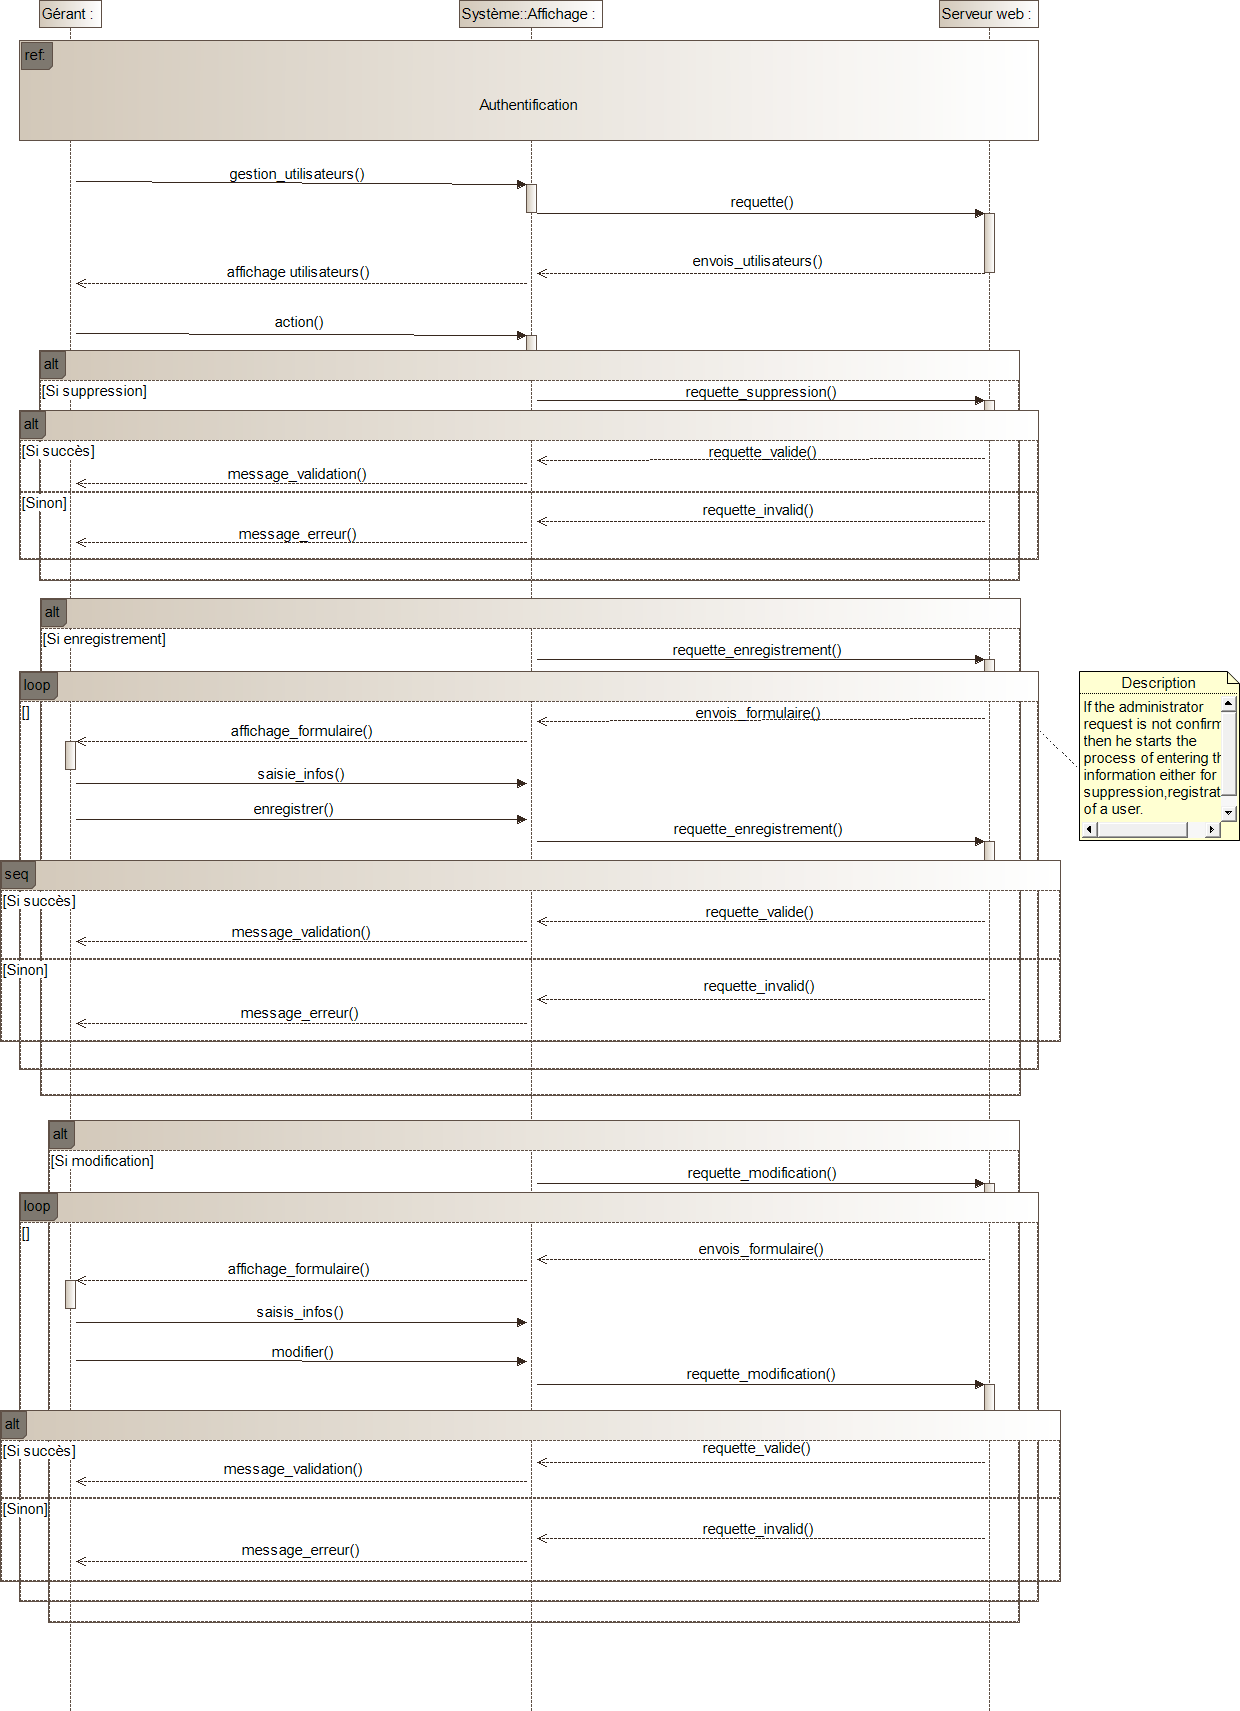 Gérant :
Système::Affichage :
Serveur web :
ref:
Authentification
gestion_utilisateurs()
requette()
envois_utilisateurs()
affichage utilisateurs()
action()
alt
[Si suppression]
requette_suppression()
alt
[Si succès]
requette_valide()
message_validation()
[Sinon]
requette_invalid()
message_erreur()
alt
[Si enregistrement]
requette_enregistrement()
loop
[]
envois_formulaire()
affichage_formulaire()
saisie_infos()
enregistrer()
requette_enregistrement()
Description
If the administrator
request is not confirm
then he starts the
process of entering th
information either for
suppression,registrat
of a user.
seq
[Si succès]
requette_valide()
message_validation()
[Sinon]
requette_invalid()
message_erreur()
alt
[Si modification]
requette_modification()
loop
[]
envois_formulaire()
affichage_formulaire()
saisis_infos()
modifier()
requette_modification()
alt
[Si succès]
requette_valide()
message_validation()
[Sinon]
requette_invalid()
message_erreur()